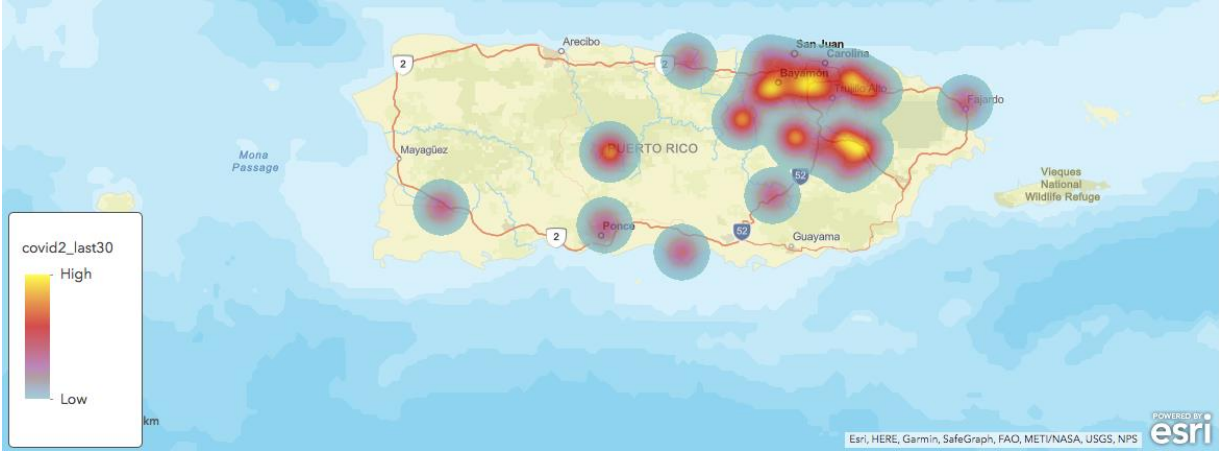 Arecibo
San Juan
Carolina
2
2
Bayamón
Trujillo Alto
Fajardo
PUERTO RICO
Mayagüez
Mona
Passage
52
Vieques
National
Wildlife Refuge
Ponce
2
52
Guayama
covid2_last30
High
Low
km
Esri, HERE, Garmin, SafeGraph, FAO, METI/NASA, USGS, NPS
POWERED BY
esri